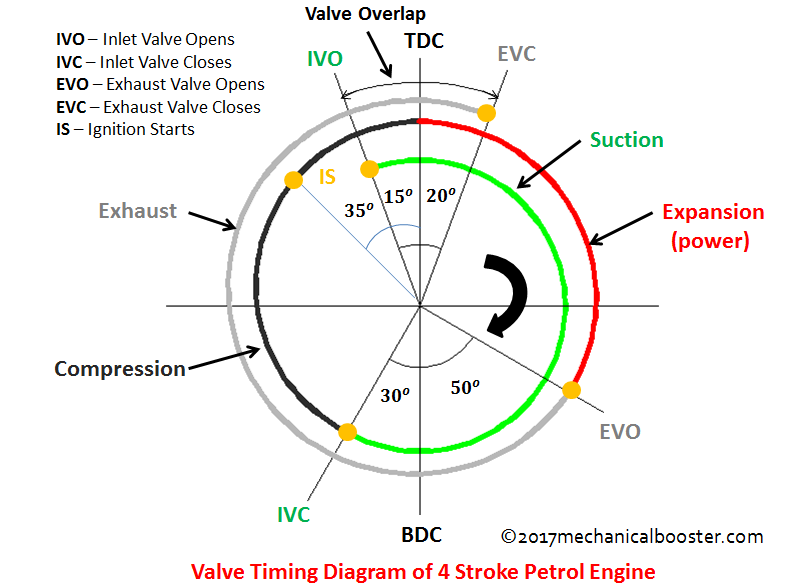 Valve Overlap
IVO – Inlet Valve Opens
IVC – Inlet Valve Closes
EVO – Exhaust Valve Opens
EVC – Exhaust Valve Closes
IS – Ignition Starts
TDC
IVO
EVC
Suction
IS
15°
20°
35°
Exhaust
Expansion
(power)
Compression
30°
50°
EVO
IVC
BDC
©2017mechanicalbooster.com
Valve Timing Diagram of 4 Stroke Petrol Engine